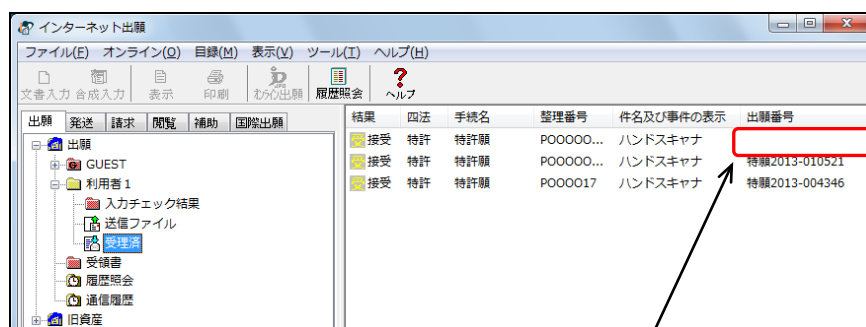 インターネット出願
ファイル(F) オンライン(O) 目録(M) 表示(V) ツール(T) ヘルプ(H)
文書入力 合成入力 表示 印刷 わらじ出願 履歴照会 ヘルプ
出願 発送 請求 閲覧 補助 国際出願
結果 四法 手続名 整理番号 件名及び事件の表示 出願番号
受 接受 特許 特許願 POOOOO... ハンドスキャナ
受 接受 特許 特許願 POOOOO... ハンドスキャナ 特願2013-010521
受 接受 特許 特許願 POOOO17 ハンドスキャナ 特願2013-004346
出願
GUEST
利用者1
入力チェック結果
送信ファイル
受理済
受領書
履歴照会
通信履歴
旧資産